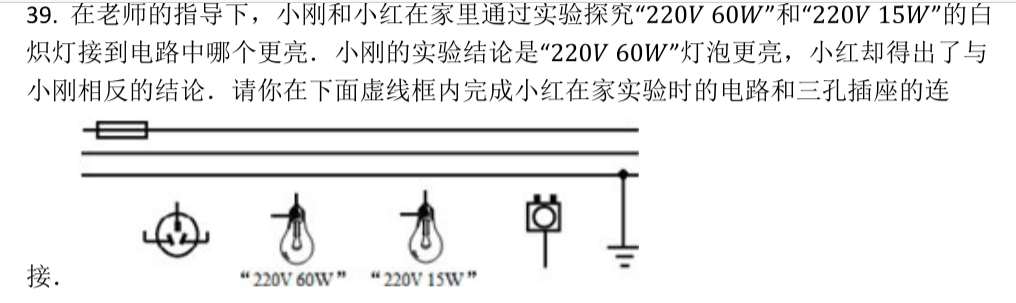 39. 在老师的指导下，小刚和小红在家里通过实验探究“220V 60W”和“220V 15W”的白
炽灯接到电路中哪个更亮．小刚的实验结论是“220V 60W”灯泡更亮，小红却得出了与
小刚相反的结论．请你在下面虚线框内完成小红在家实验时的电路和三孔插座的连
接．
“220V 60W” “220V 15W”